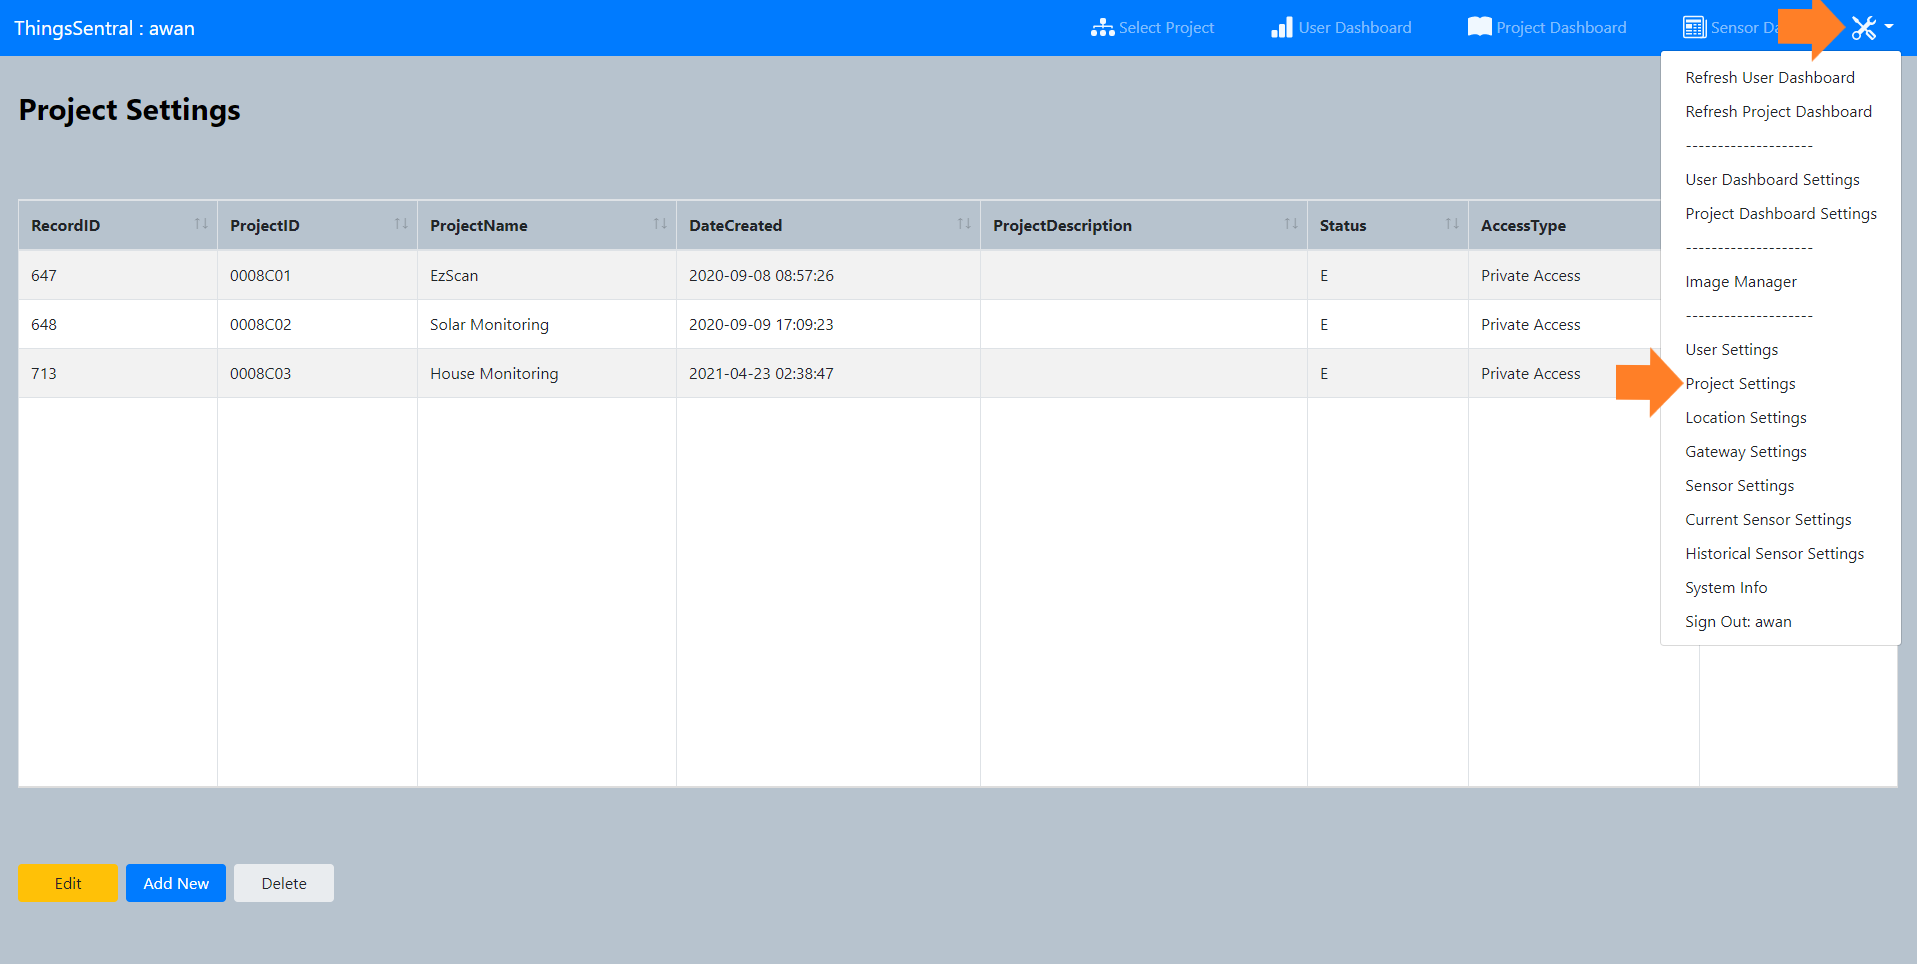 ThingsSentral : awan
Select Project
User Dashboard
Project Dashboard
Sensor
Project Settings
RecordID ProjectID ProjectName DateCreated ProjectDescription Status AccessType
647 0008C01 EzScan 2020-09-08 08:57:26 E Private Access
648 0008C02 Solar Monitoring 2020-09-09 17:09:23 E Private Access
713 0008C03 House Monitoring 2021-04-23 02:38:47 E Private Access
Refresh User Dashboard
Refresh Project Dashboard
--------------------
User Dashboard Settings
Project Dashboard Settings
--------------------
Image Manager
--------------------
User Settings
Project Settings
Location Settings
Gateway Settings
Sensor Settings
Current Sensor Settings
Historical Sensor Settings
System Info
Sign Out: awan
Edit
Add New
Delete